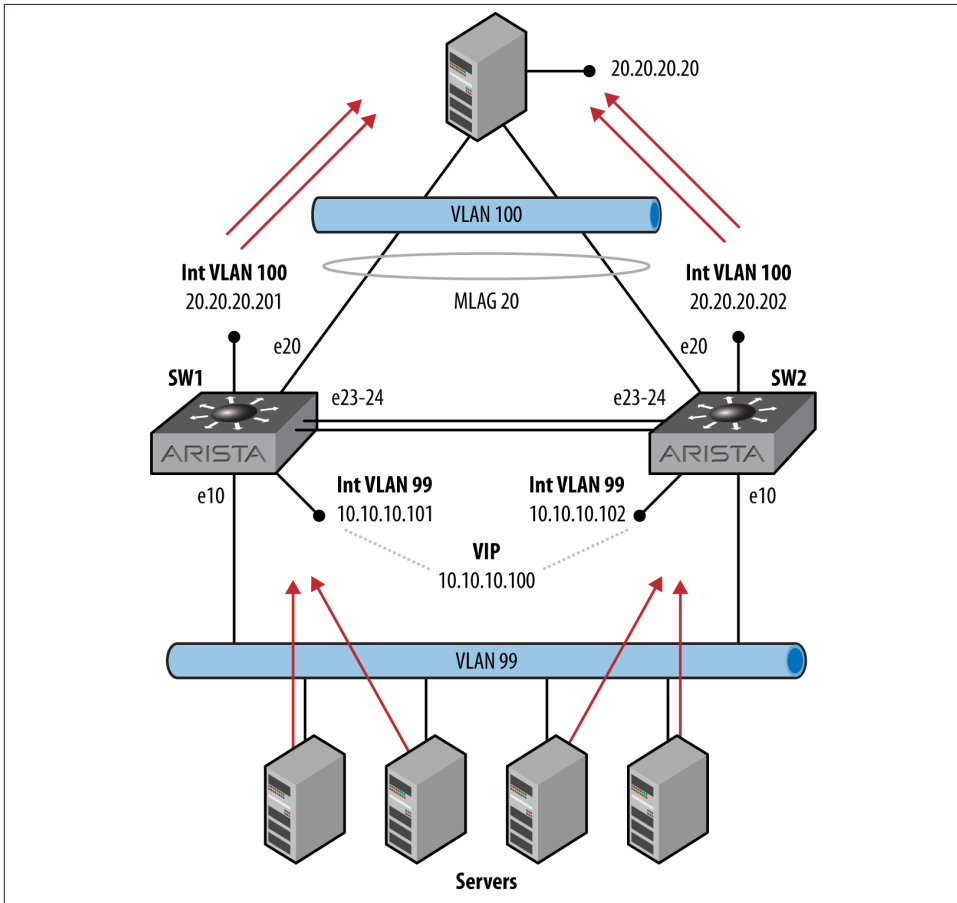 20.20.20.20
VLAN 100
Int VLAN 100
20.20.20.201
Int VLAN 100
20.20.20.202
MLAG 20
e20
e20
SW1
SW2
e23-24
e23-24
ARISTA
ARISTA
e10
Int VLAN 99
10.10.10.101
Int VLAN 99
10.10.10.102
e10
VIP
10.10.10.100
VLAN 99
Servers